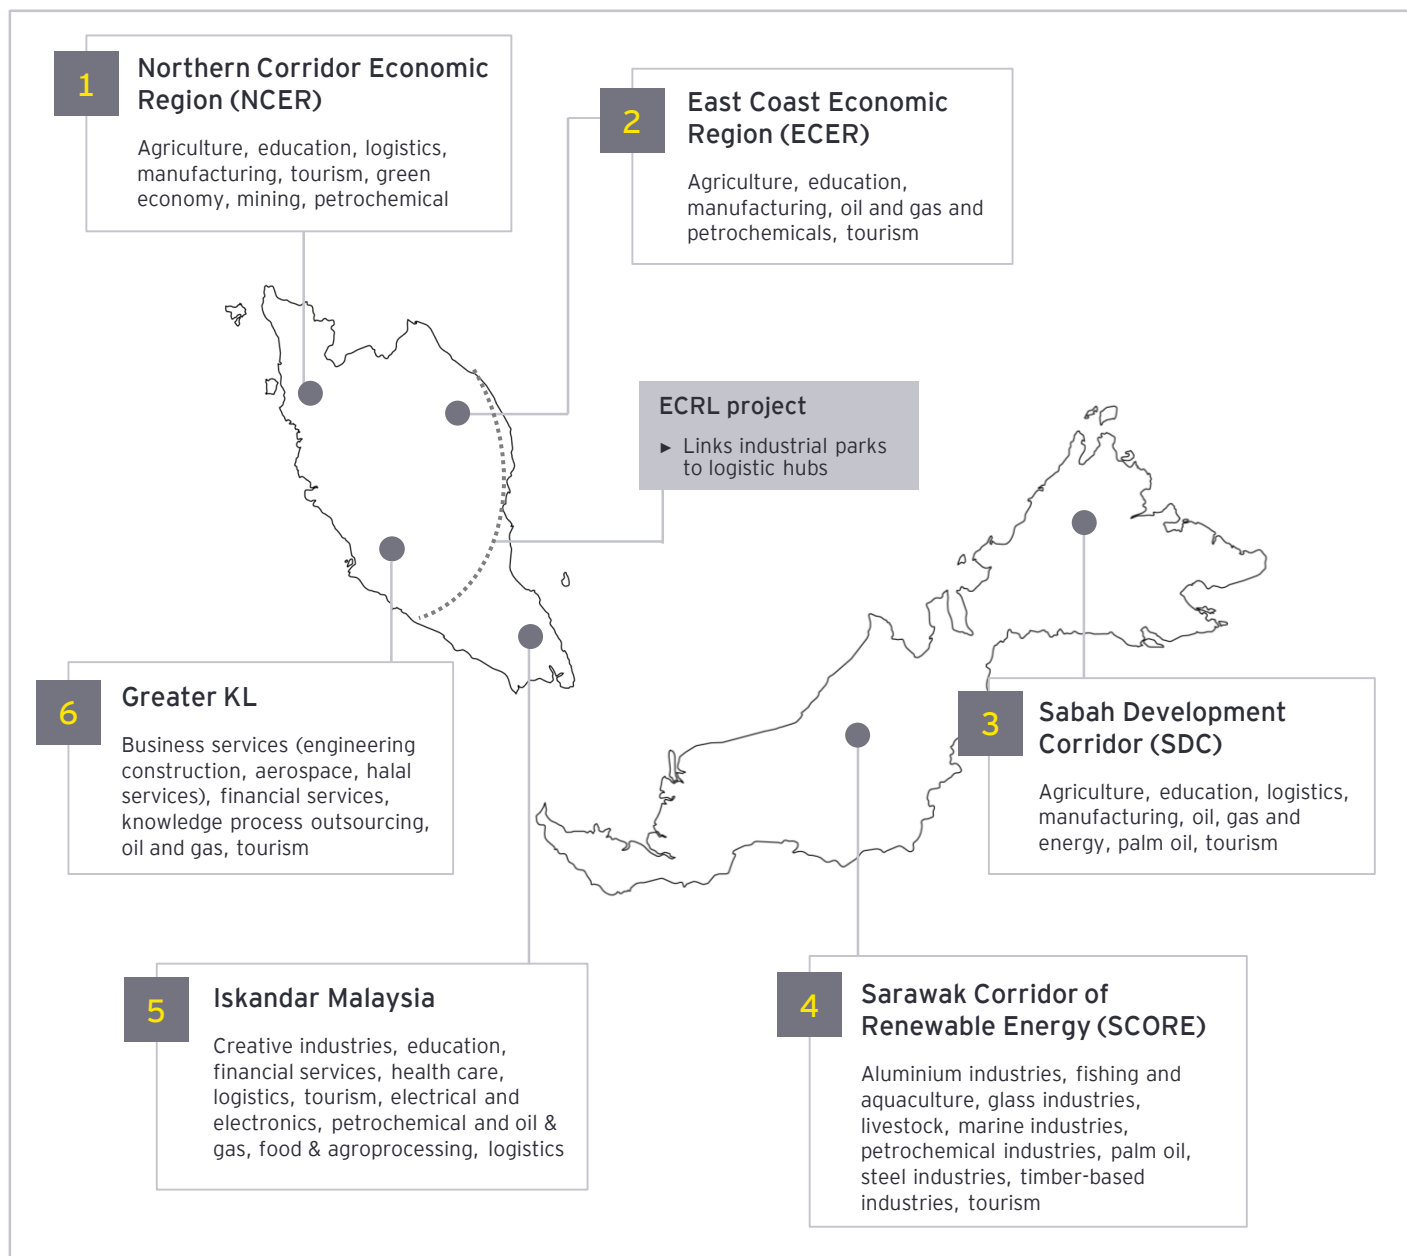 1
Northern Corridor Economic
Region (NCER)
Agriculture, education, logistics,
manufacturing, tourism, green
economy, mining, petrochemical
2
East Coast Economic
Region (ECER)
Agriculture, education,
manufacturing, oil and gas and
petrochemicals, tourism
ECRL project
► Links industrial parks
to logistic hubs
6
Greater KL
Business services (engineering
construction, aerospace, halal
services), financial services,
knowledge process outsourcing,
oil and gas, tourism
3
Sabah Development
Corridor (SDC)
Agriculture, education, logistics,
manufacturing, oil, gas and
energy, palm oil, tourism
5
Iskandar Malaysia
Creative industries, education,
financial services, health care,
logistics, tourism, electrical and
electronics, petrochemical and oil &
gas, food & agroprocessing, logistics
4
Sarawak Corridor of
Renewable Energy (SCORE)
Aluminium industries, fishing and
aquaculture, glass industries,
livestock, marine industries,
petrochemical industries, palm oil,
steel industries, timber-based
industries, tourism